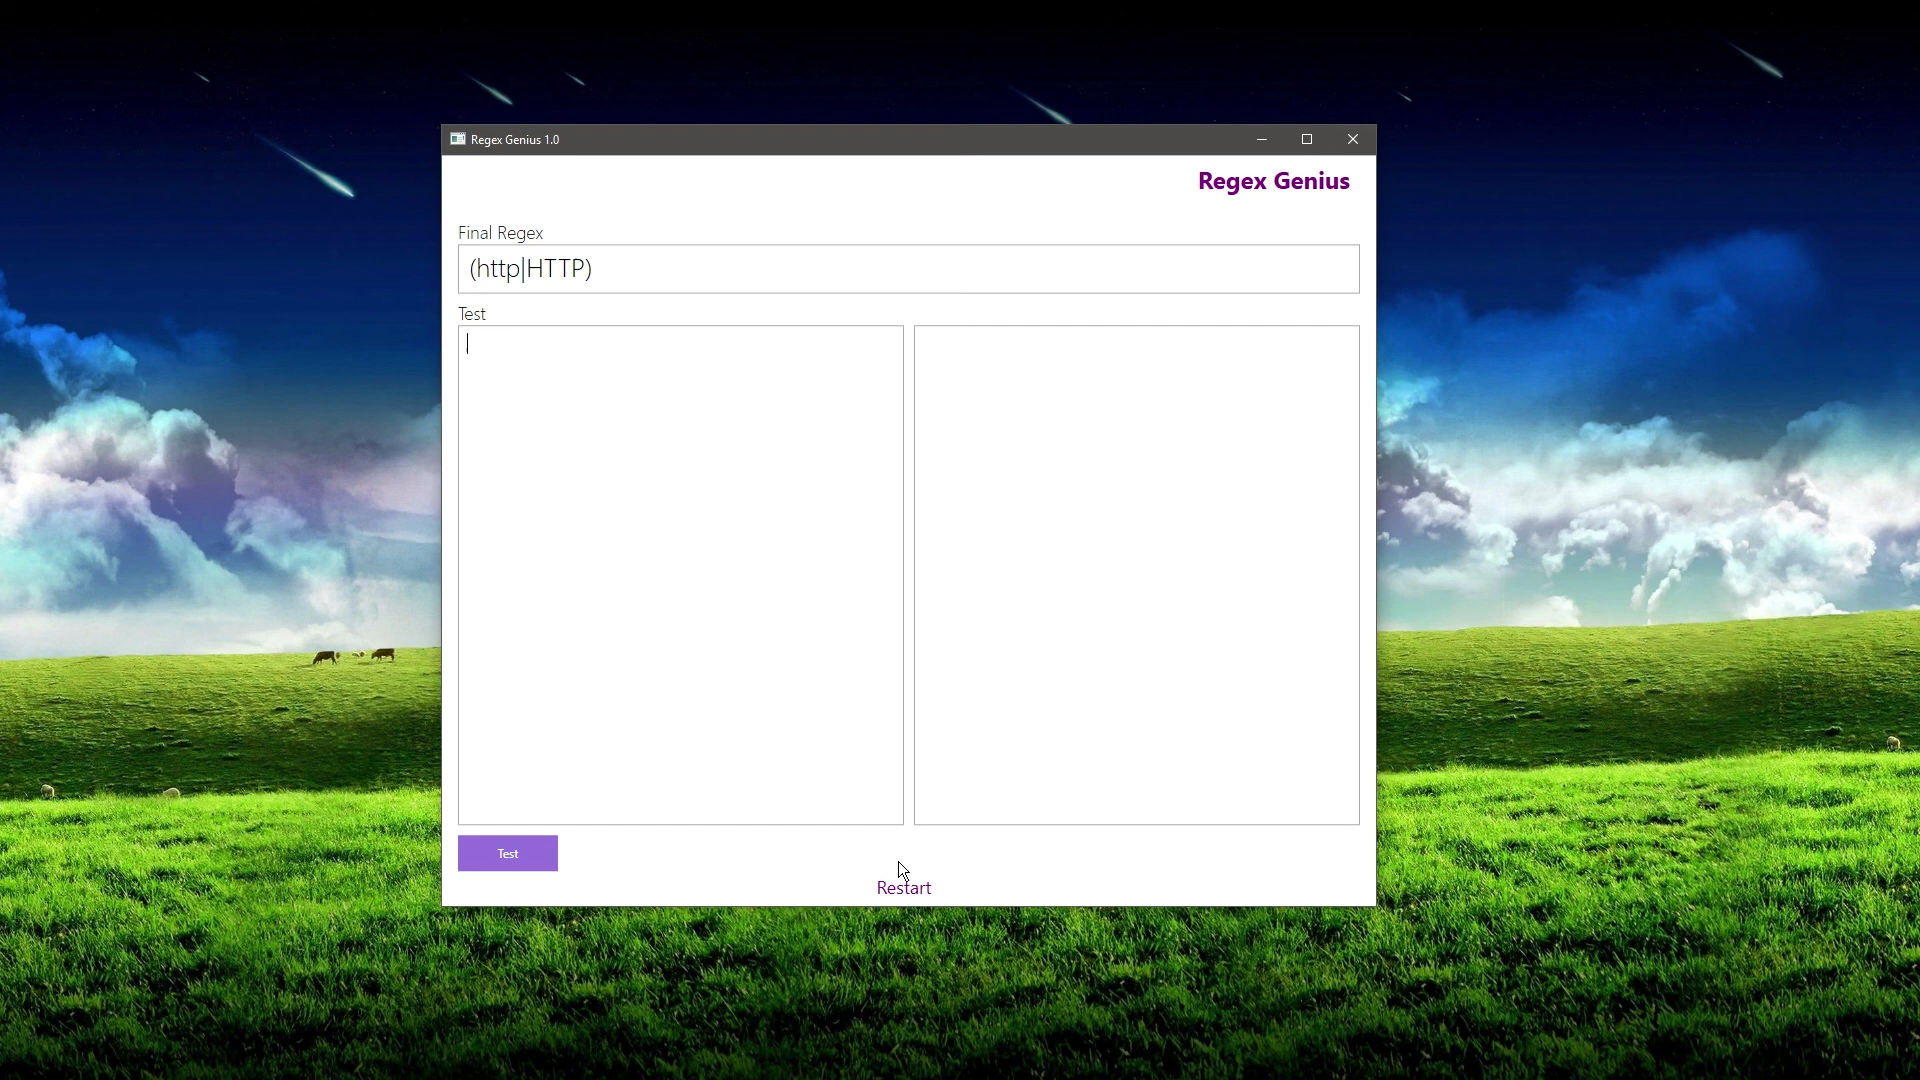 Regex Genius 1.0
Regex Genius
Final Regex
(http|HTTP)
Test
Test
Restart